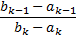 b_{k−1} − a_{k−1}
b_k − a_k